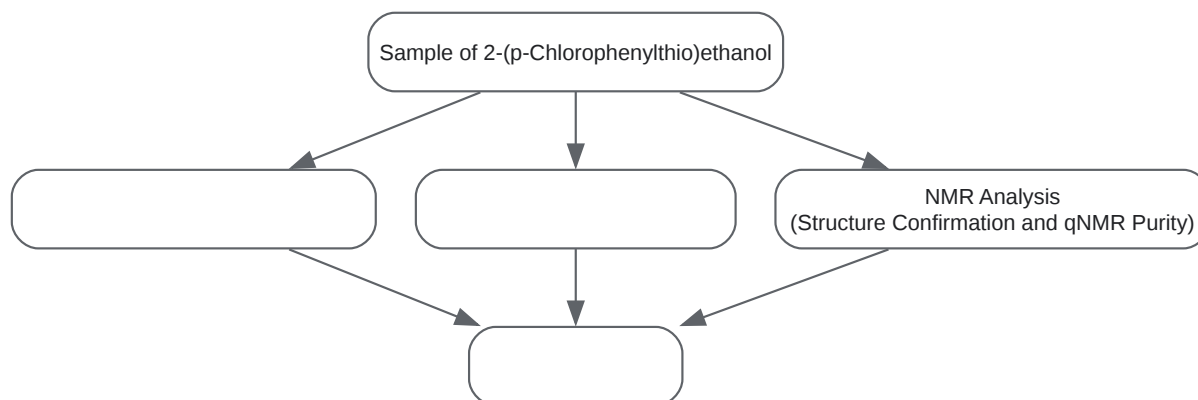 Sample of 2-(p-Chlorophenylthio)ethanol
NMR Analysis
(Structure Confirmation and qNMR Purity)